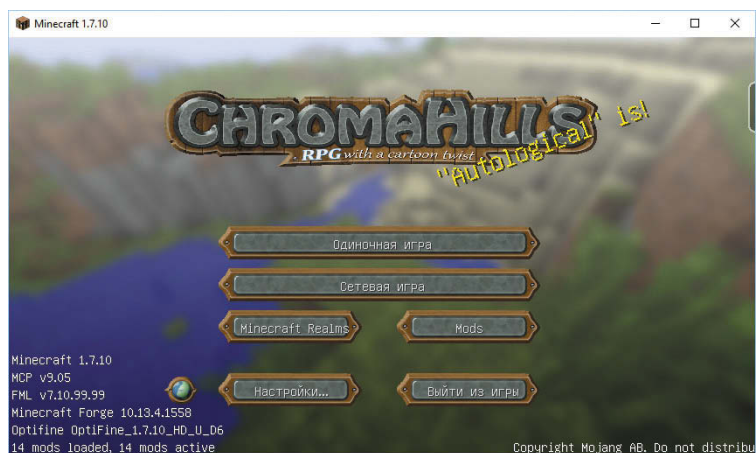 Minecraft 1.7.10
CHROMAHILLS
RPG with a cartoon twist
"Autological" is!
Одиночная игра
Сетевая игра
Minecraft Realms
Mods
Настройки...
Выйти из игры
Minecraft 1.7.10
MCP v9.05
FML v7.10.99.99
Minecraft Forge 10.13.4.1558
Optifine OptiFine_1.7.10_HD_U_D6
14 mods loaded, 14 mods active
Copyright Mojang AB. Do not distribu